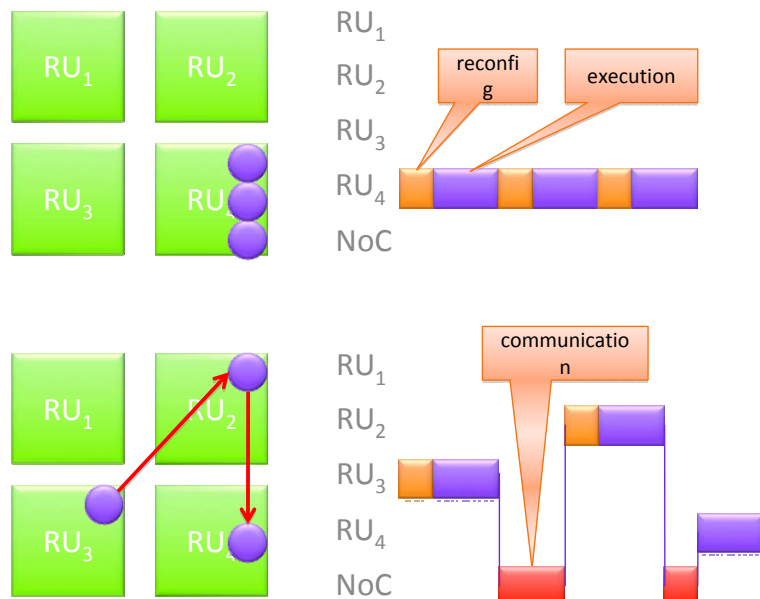 RU1
RU2
RU3
RU4
RU1
RU2
RU3
RU4
NoC
reconfi
g
execution
RU1
RU2
RU3
RU4
RU1
RU2
RU3
RU4
NoC
communicatio
n